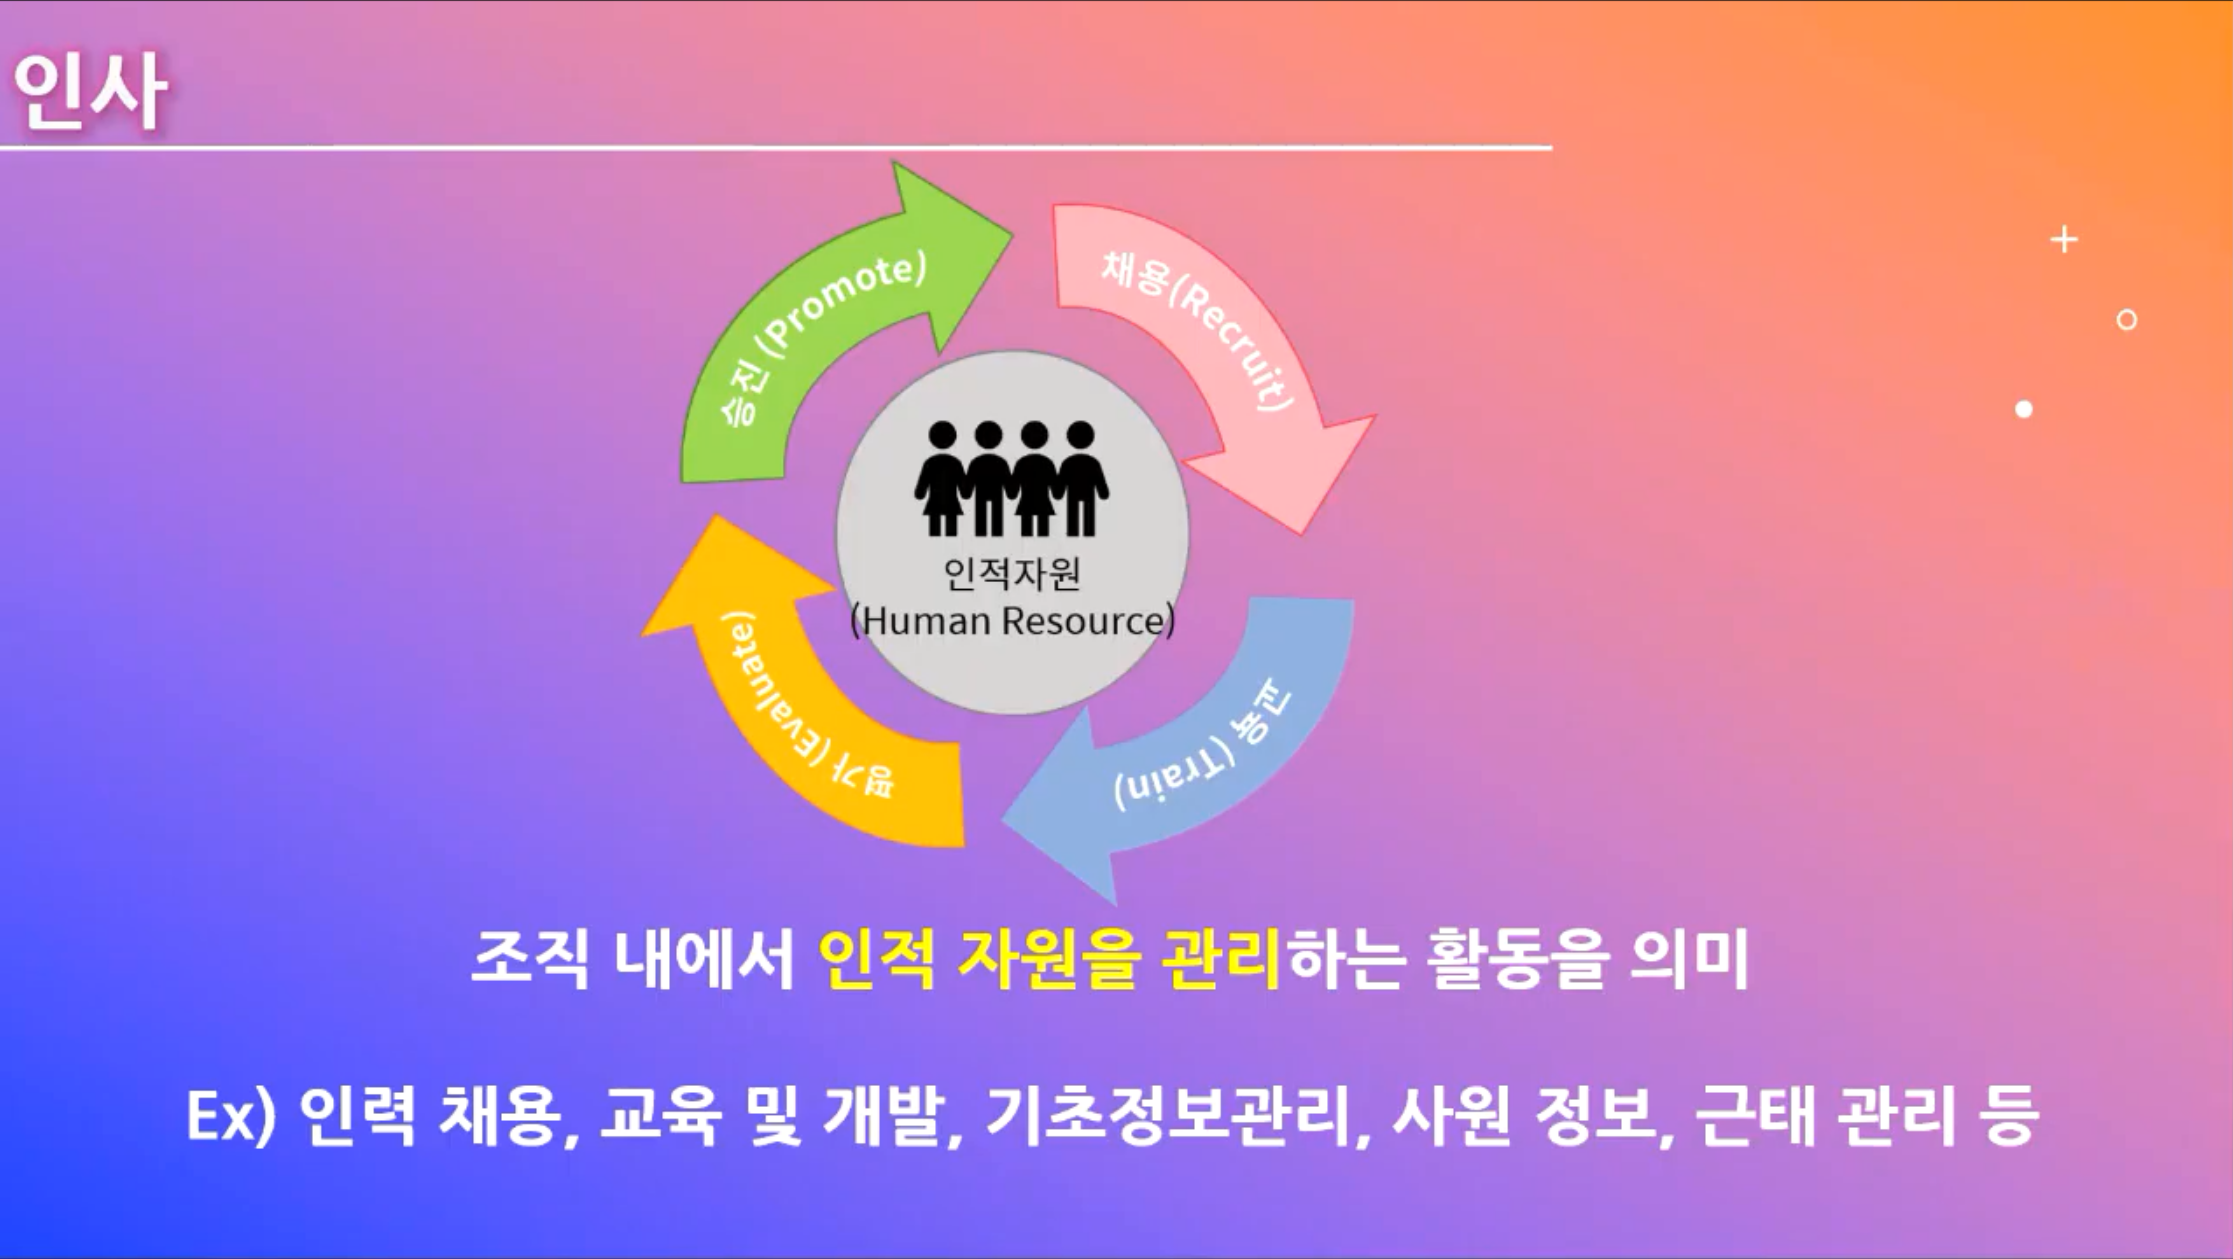 인사
채용(Recruit)
교육 (Train)
평가 (Evaluate)
승진 (Promote)
인적자원
(Human Resource)
조직 내에서 인적 자원을 관리하는 활동을 의미
Ex) 인력 채용, 교육 및 개발, 기초정보관리, 사원 정보, 근태 관리 등